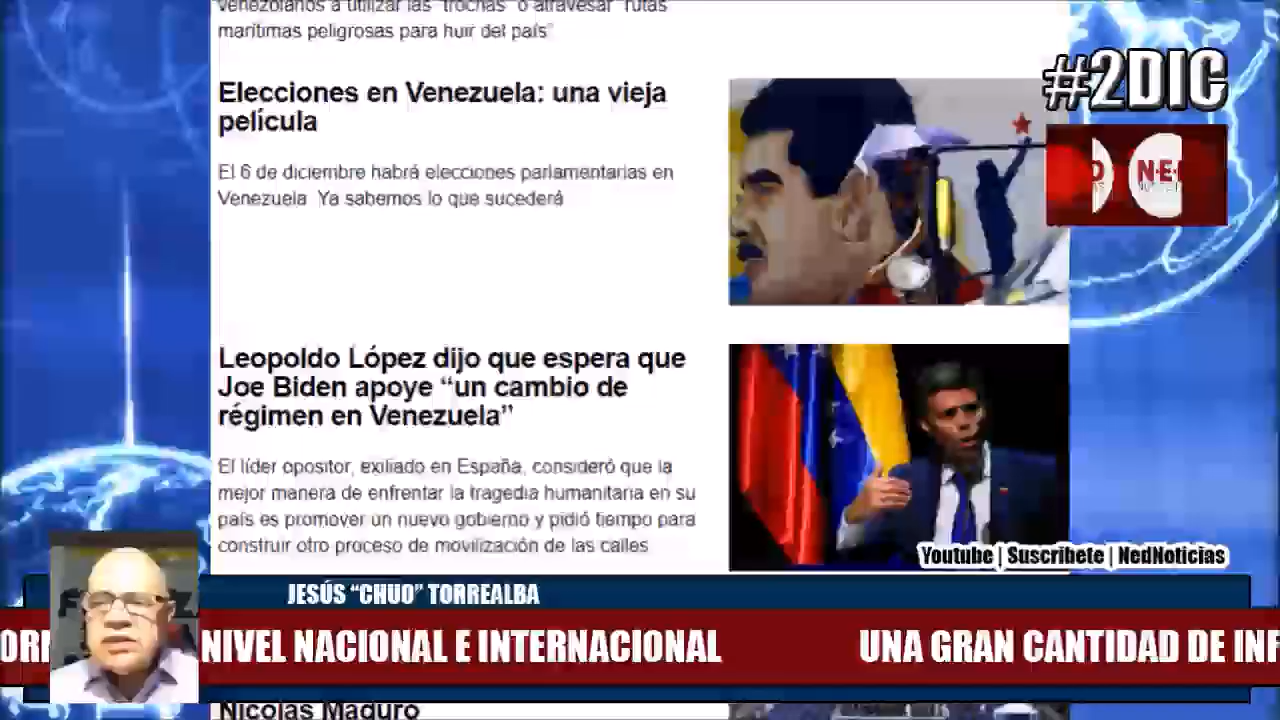 venezolanos a utilizar las "trochas" o atravesar "rutas
marítimas peligrosas para huir del país"
#2DIC
Elecciones en Venezuela: una vieja
película
El 6 de diciembre habrá elecciones parlamentarias en
Venezuela Ya sabemos lo que sucederá
N·E·
Leopoldo López dijo que espera que
Joe Biden apoye “un cambio de
régimen en Venezuela”
El líder opositor, exiliado en España, consideró que la
mejor manera de enfrentar la tragedia humanitaria en su
país es promover un nuevo gobierno y pidió tiempo para
construir otro proceso de movilización de las calles
Youtube | Suscribete | NedNoticias
JESÚS “CHUO” TORREALBA
NIVEL NACIONAL E INTERNACIONAL UNA GRAN CANTIDAD DE INF
Nicolás Maduro